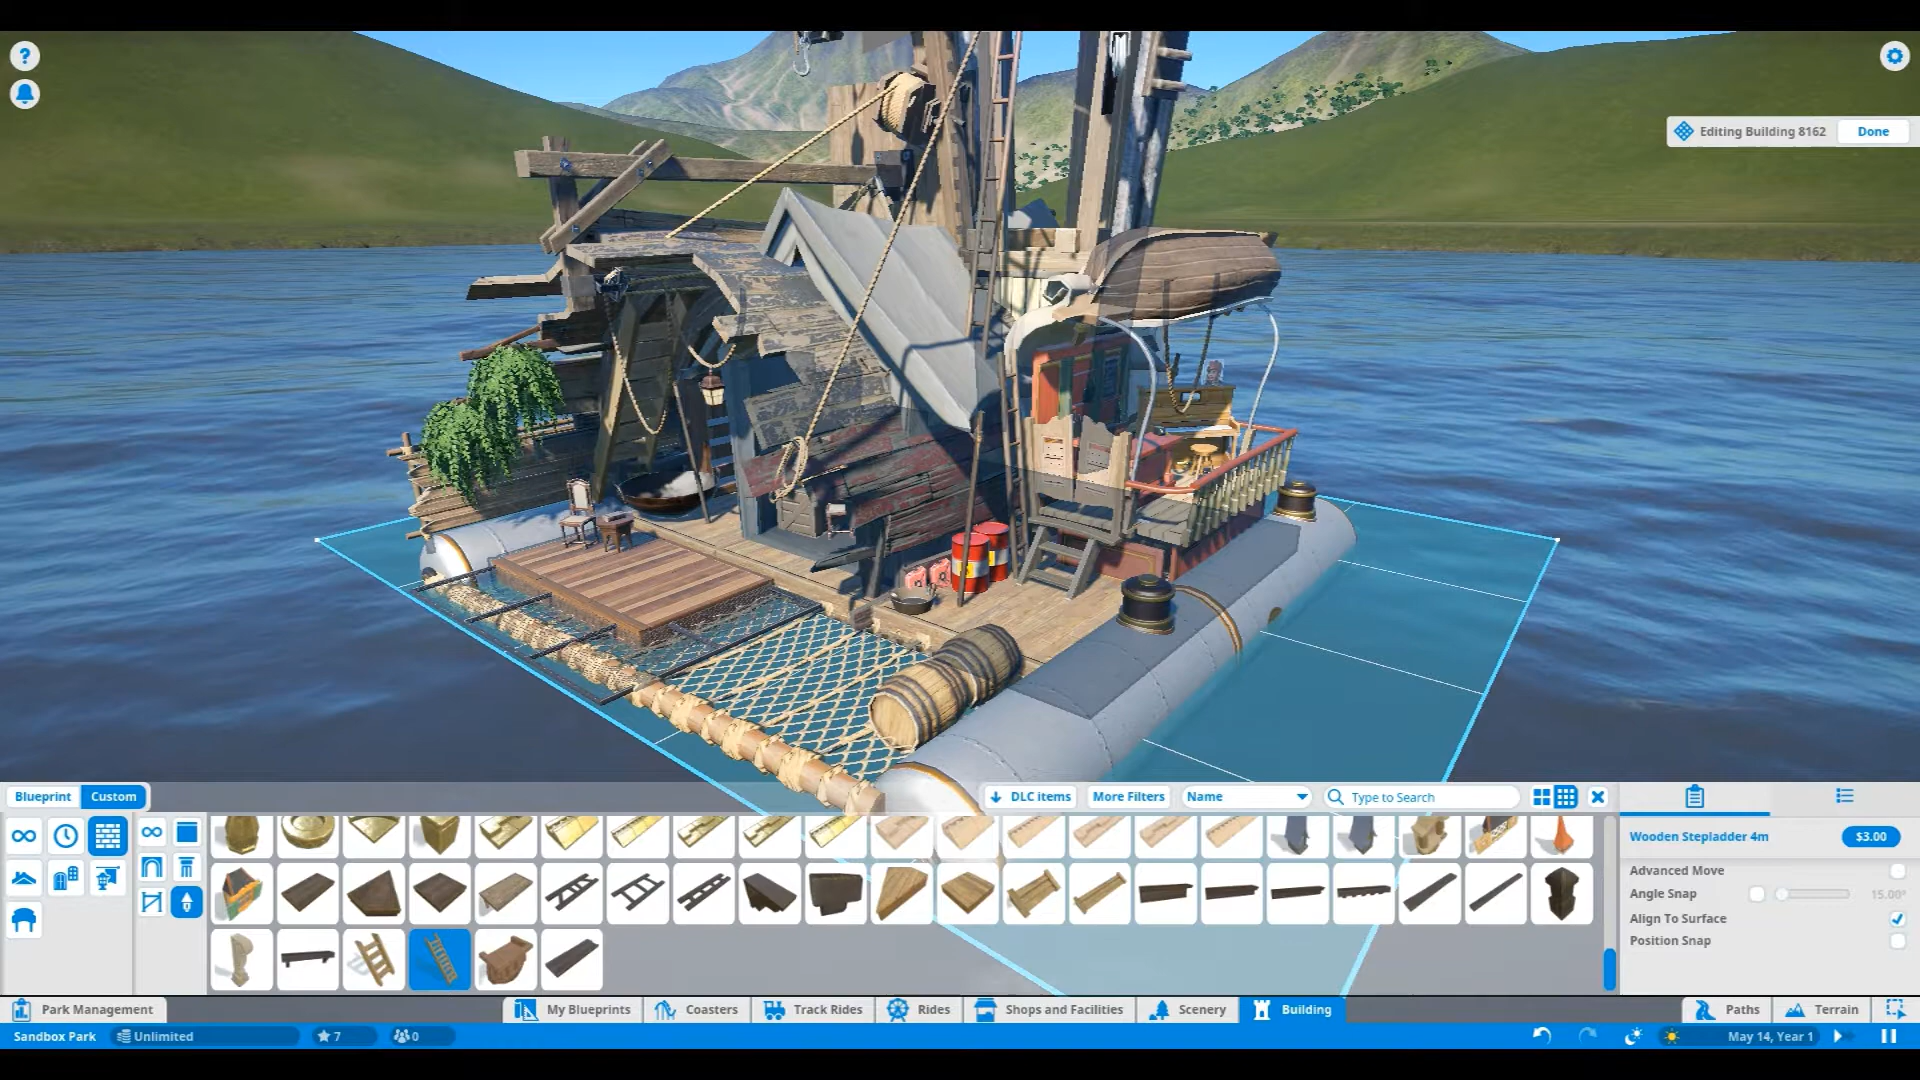 ?
Editing Building 8162
Done
Blueprint
Custom
DLC items
More Filters
Name
Type to Search
Wooden Stepladder 4m
$3.00
Advanced Move
Angle Snap
15.00°
Align To Surface
Position Snap
Park Management
My Blueprints
Coasters
Track Rides
Rides
Shops and Facilities
Scenery
Building
Paths
Terrain
Sandbox Park
Unlimited
7
0
May 14, Year 1